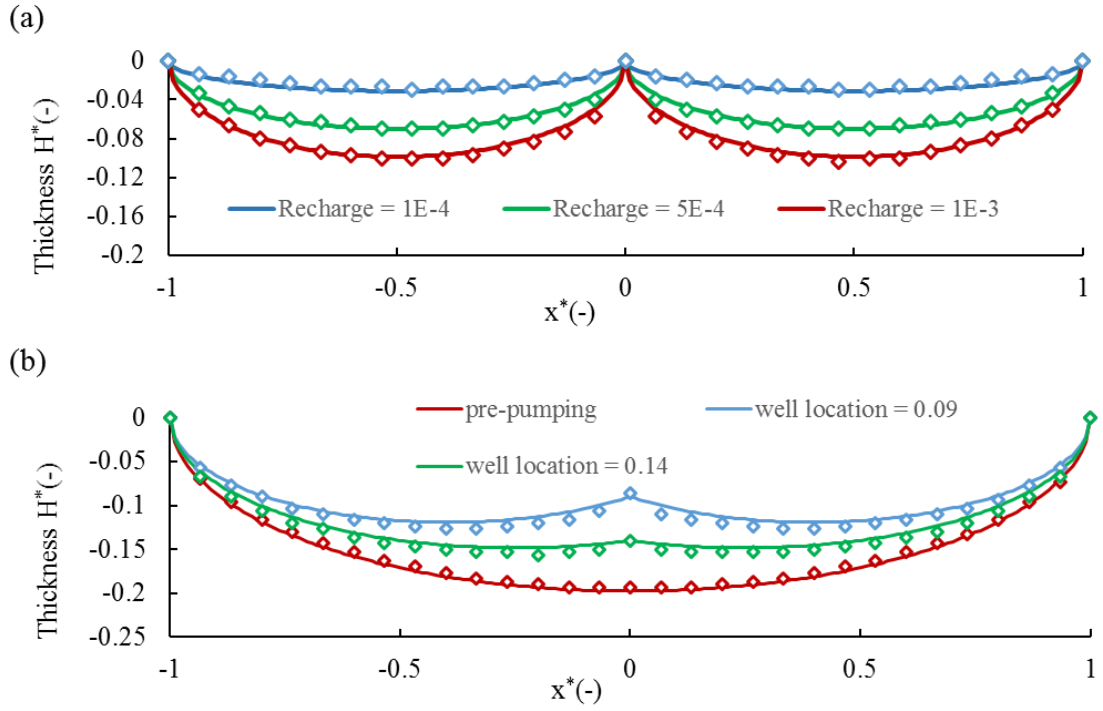 (a)
0
-0.04
-0.08
-0.12
-0.16
-0.2
Thickness H*(-)
Recharge = 1E-4
Recharge = 5E-4
Recharge = 1E-3
-1
-0.5
0
0.5
1
x*(-)
(b)
0
-0.05
-0.1
-0.15
-0.2
-0.25
Thickness H*(-)
pre-pumping
well location = 0.09
well location = 0.14
-1
-0.5
0
0.5
1
x*(-)